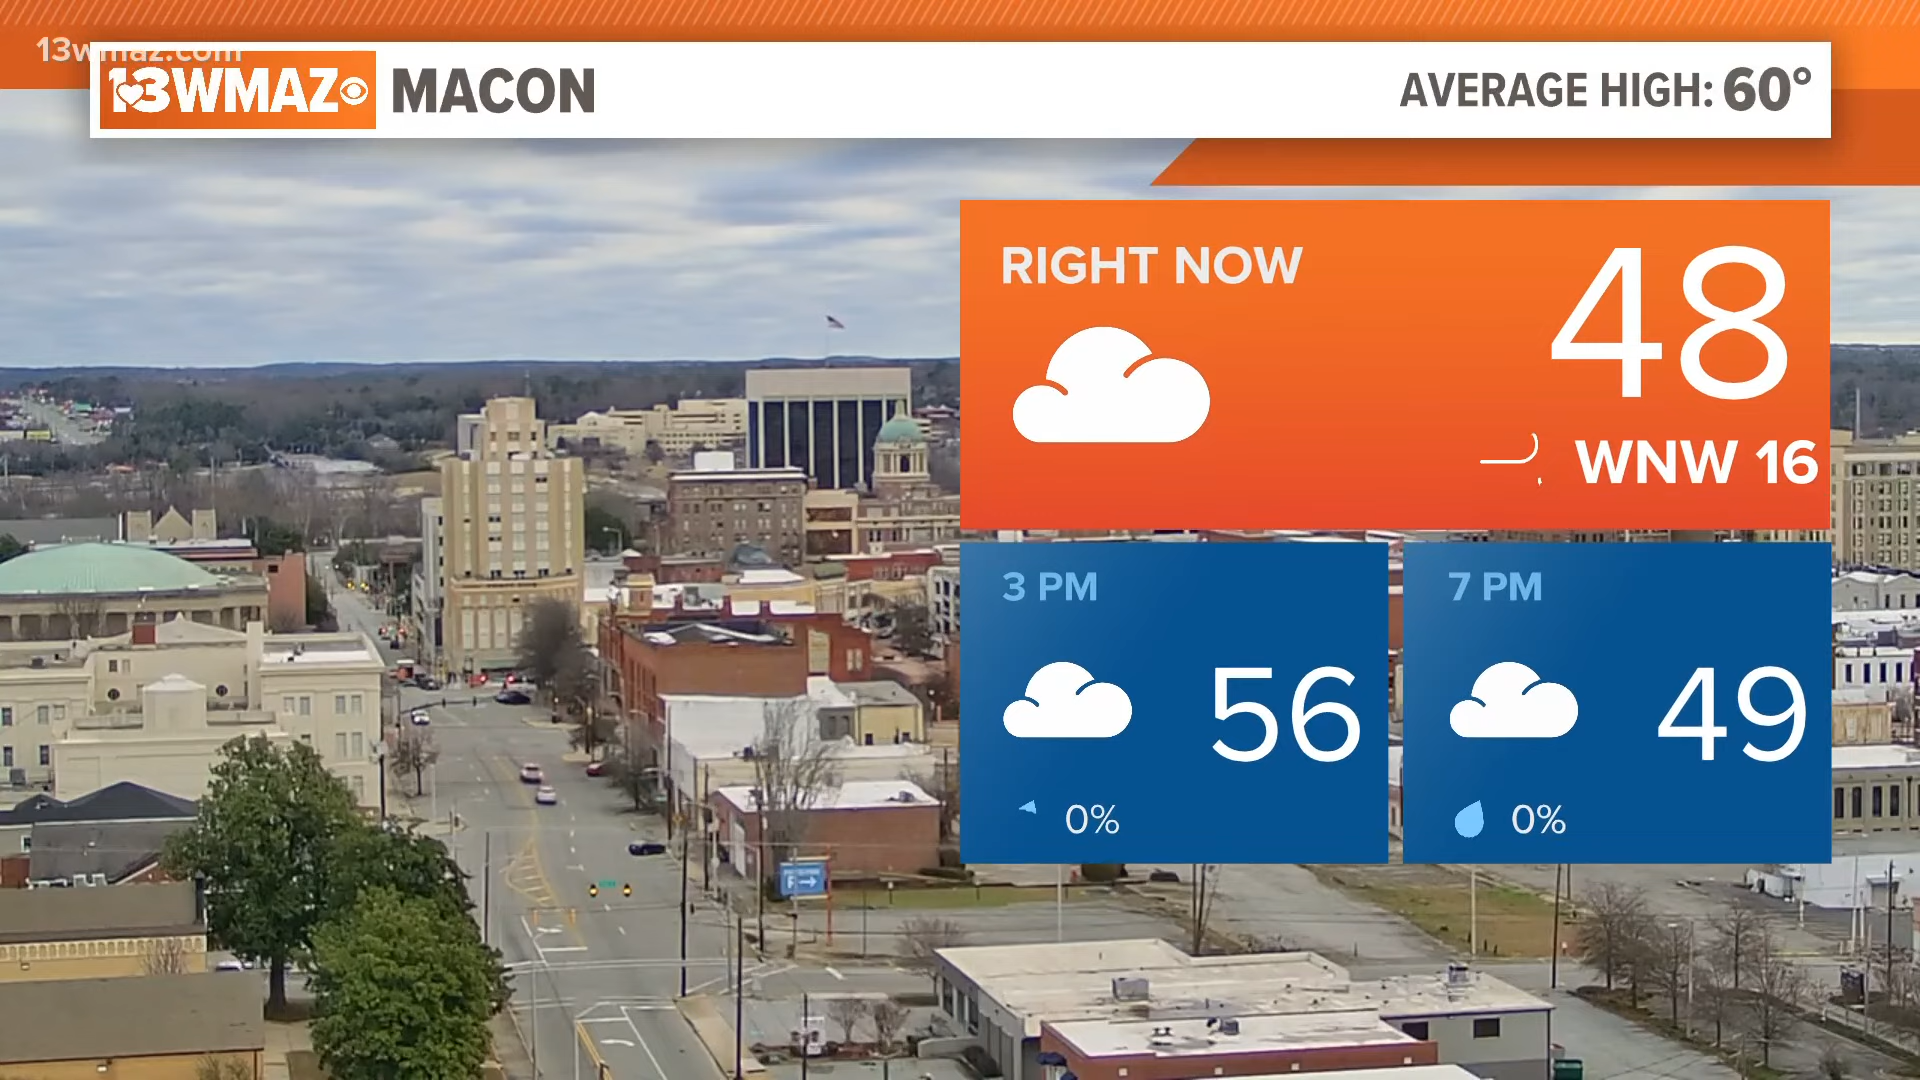 13wmaz.com
13WMAZ MACON
AVERAGE HIGH: 60°
RIGHT NOW
48
WNW 16
3 PM
56
0%
7 PM
49
0%